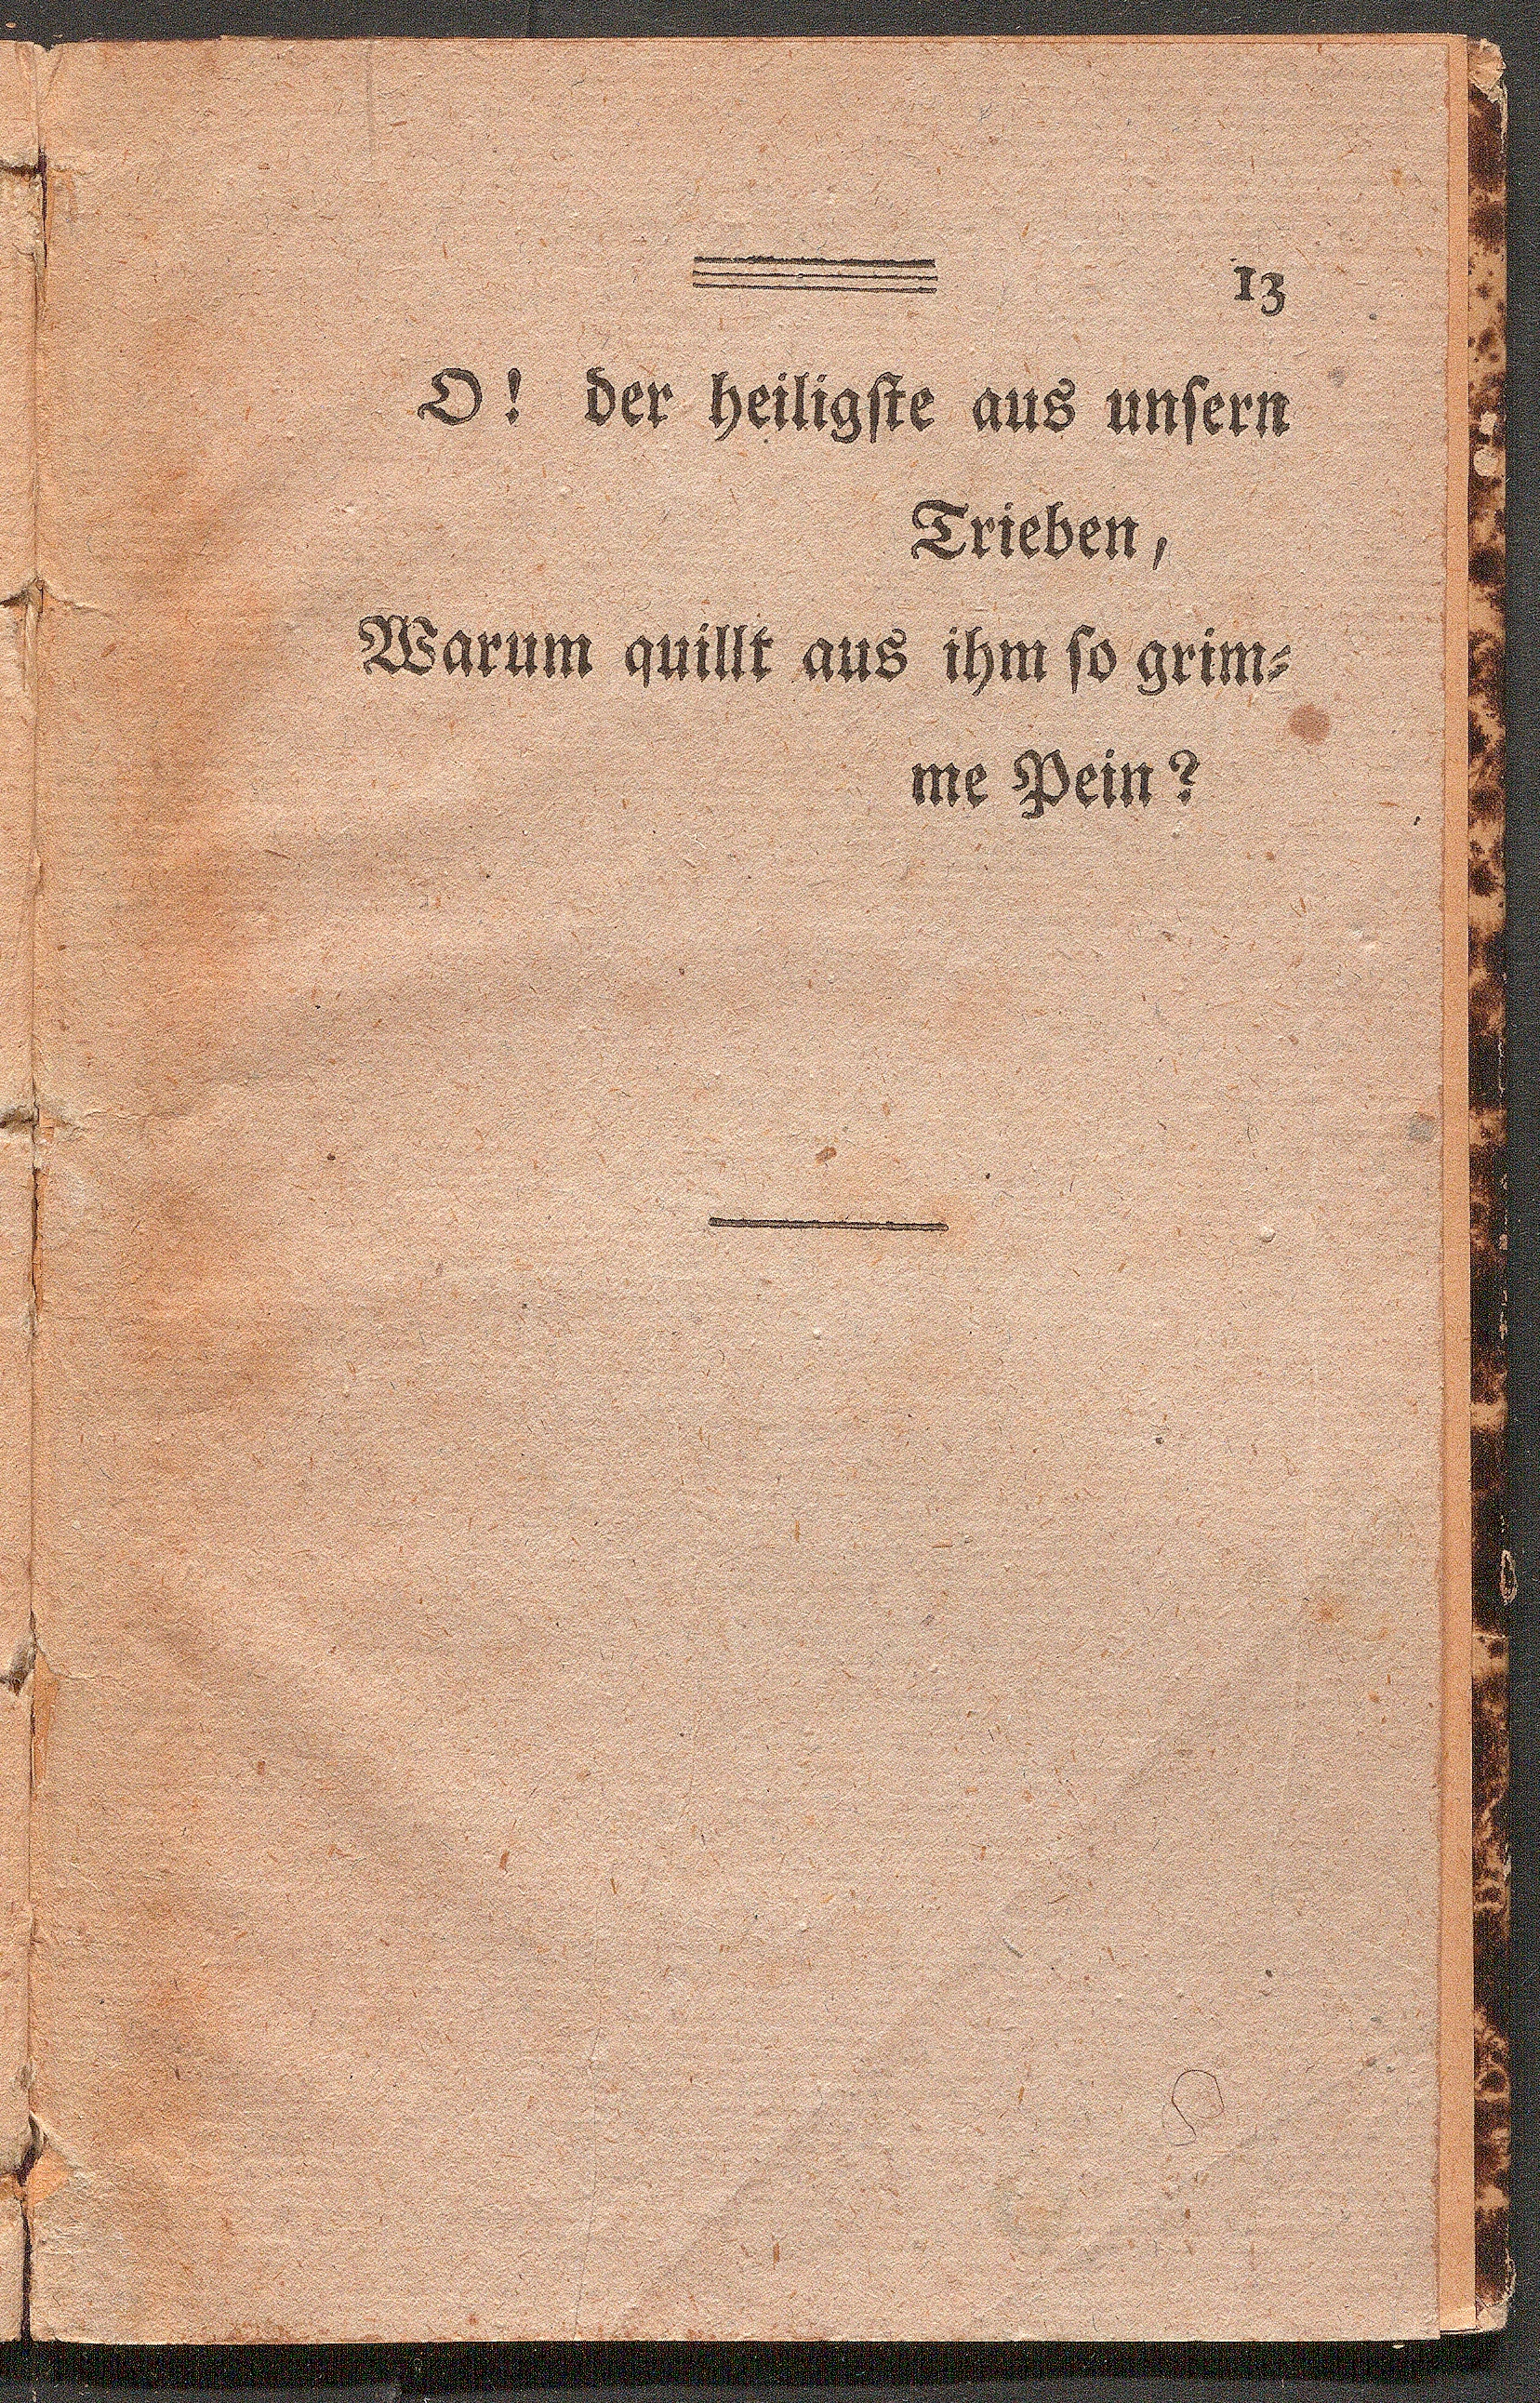 13
O! der heiligſte aus unſern
Trieben,
Warum quillt aus ihm ſo grim⸗
me Pein?